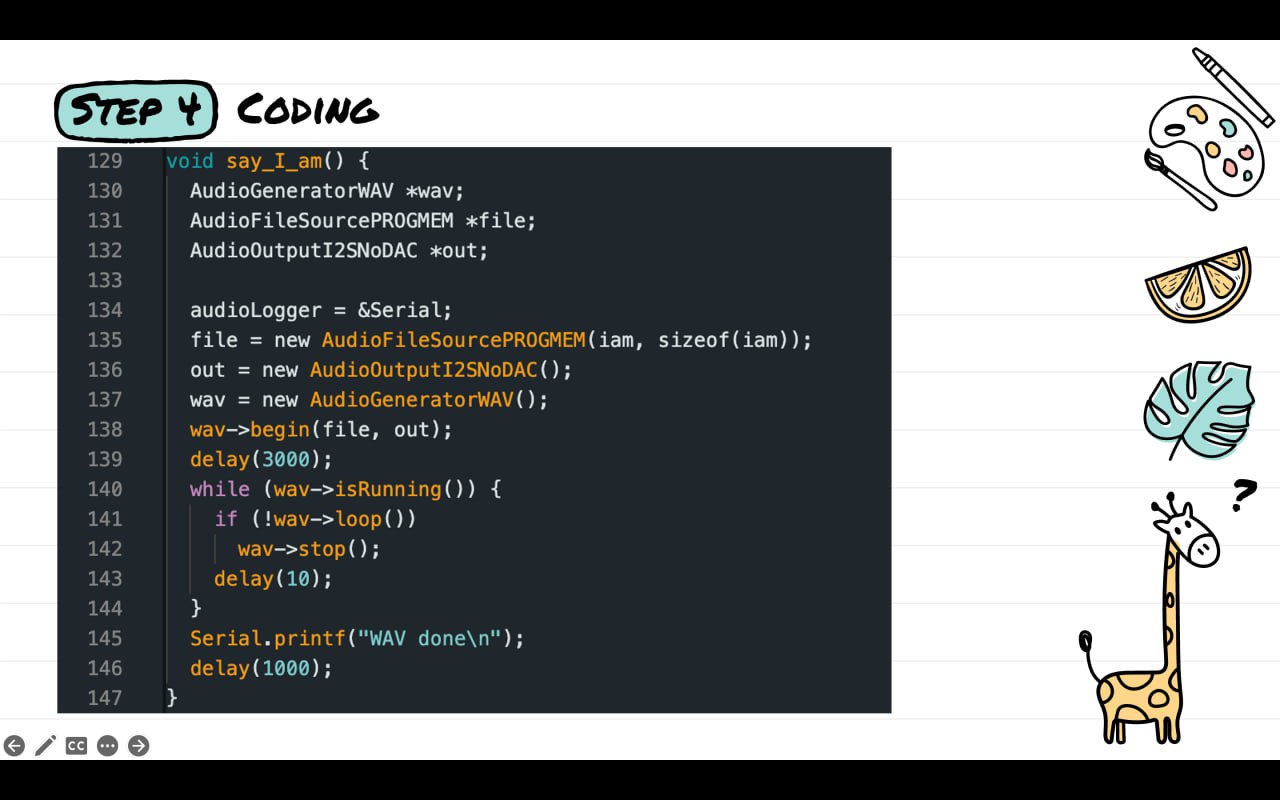 STEP 4 CODING
129 void say_I_am() {
130 AudioGeneratorWAV *wav;
131 AudioFileSourcePROGMEM *file;
132 AudioOutputI2SNoDAC *out;
133
134 audioLogger = &Serial;
135 file = new AudioFileSourcePROGMEM(iam, sizeof(iam));
136 out = new AudioOutputI2SNoDAC();
137 wav = new AudioGeneratorWAV();
138 wav->begin(file, out);
139 delay(3000);
140 while (wav->isRunning()) {
141 if (!wav->loop())
142 wav->stop();
143 delay(10);
144 }
145 Serial.printf("WAV done\n");
146 delay(1000);
147 }
?
CC